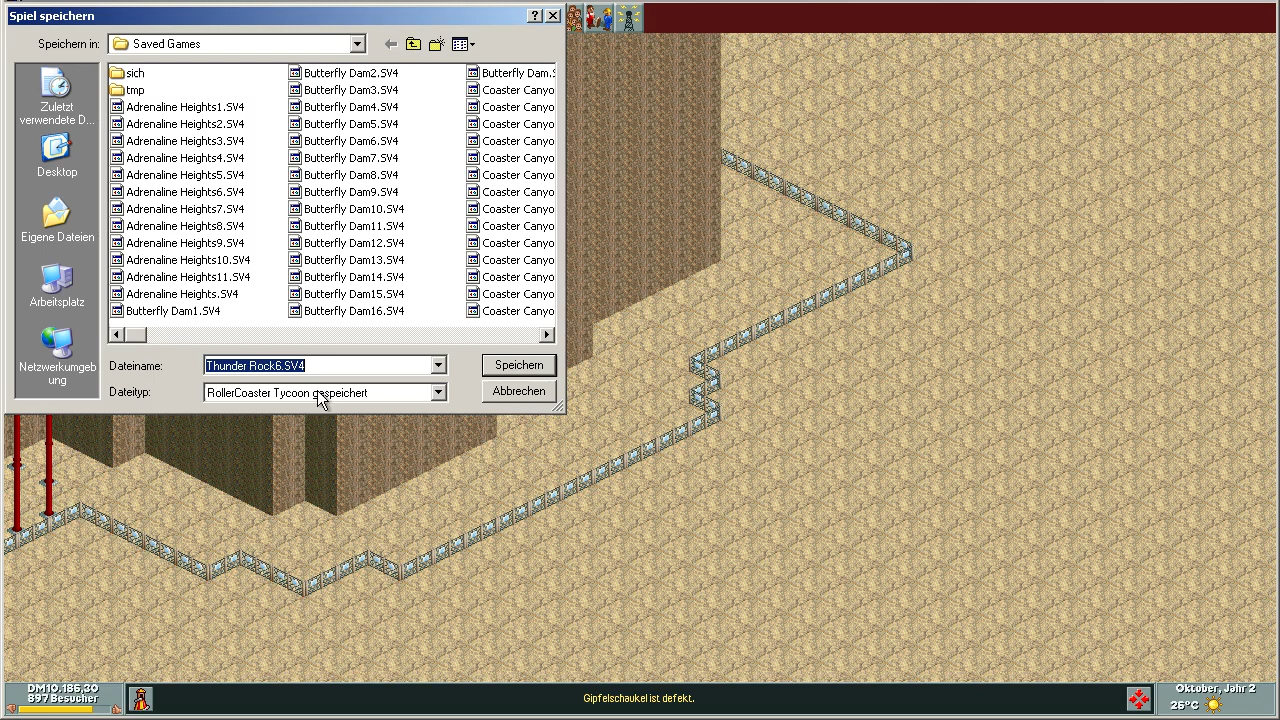 Spiel speichern
Speichern in:
Saved Games
Zuletzt
verwendete D...
Desktop
Eigene Dateien
Arbeitsplatz
Netzwerkumgeb
ung
sich
tmp
Adrenaline Heights1.SV4
Adrenaline Heights2.SV4
Adrenaline Heights3.SV4
Adrenaline Heights4.SV4
Adrenaline Heights5.SV4
Adrenaline Heights6.SV4
Adrenaline Heights7.SV4
Adrenaline Heights8.SV4
Adrenaline Heights9.SV4
Adrenaline Heights10.SV4
Adrenaline Heights11.SV4
Adrenaline Heights.SV4
Butterfly Dam1.SV4
Butterfly Dam2.SV4
Butterfly Dam3.SV4
Butterfly Dam4.SV4
Butterfly Dam5.SV4
Butterfly Dam6.SV4
Butterfly Dam7.SV4
Butterfly Dam8.SV4
Butterfly Dam9.SV4
Butterfly Dam10.SV4
Butterfly Dam11.SV4
Butterfly Dam12.SV4
Butterfly Dam13.SV4
Butterfly Dam14.SV4
Butterfly Dam15.SV4
Butterfly Dam16.SV4
Butterfly Dam.S
Coaster Canyo
Coaster Canyo
Coaster Canyo
Coaster Canyo
Coaster Canyo
Coaster Canyo
Coaster Canyo
Coaster Canyo
Coaster Canyo
Coaster Canyo
Coaster Canyo
Coaster Canyo
Coaster Canyo
Coaster Canyo
Dateiname:
Thunder Rock6.SV4
Speichern
Dateityp:
RollerCoaster Tycoon gespeichert
Abbrechen
DM10.186.30
897 Besucher
Gipfelschaukel ist defekt.
Oktober, Jahr 2
25°C